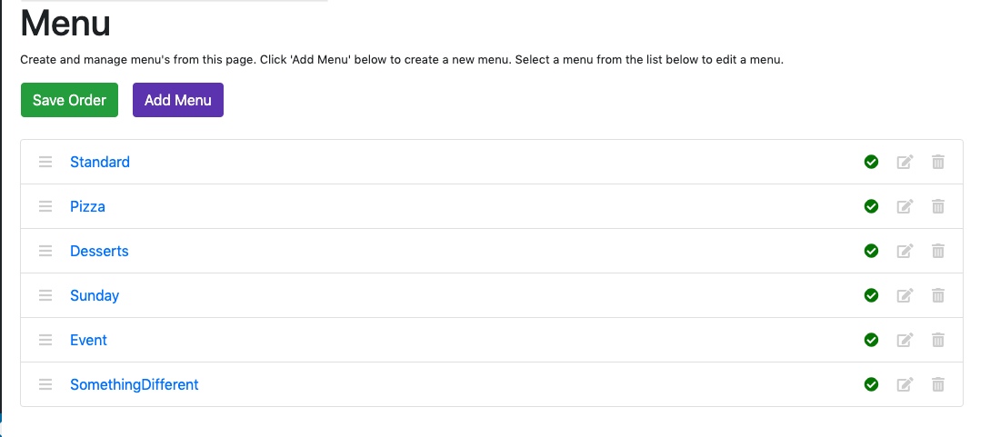 Menu
Create and manage menu's from this page. Click 'Add Menu' below to create a new menu. Select a menu from the list below to edit a menu.
Save Order Add Menu
Standard
Pizza
Desserts
Sunday
Event
SomethingDifferent